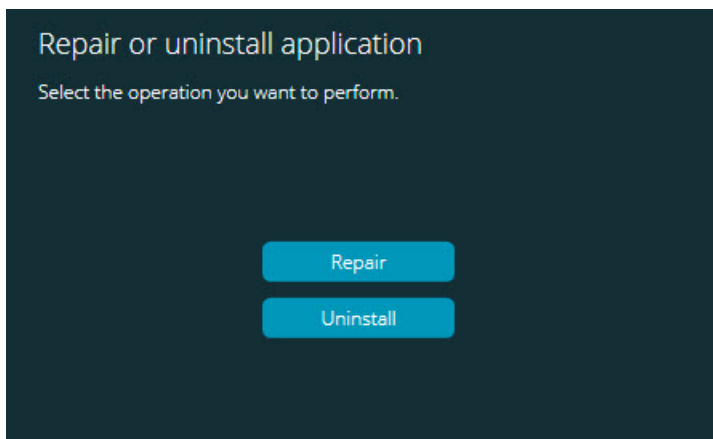 Repair or uninstall application
Select the operation you want to perform.
Repair
Uninstall